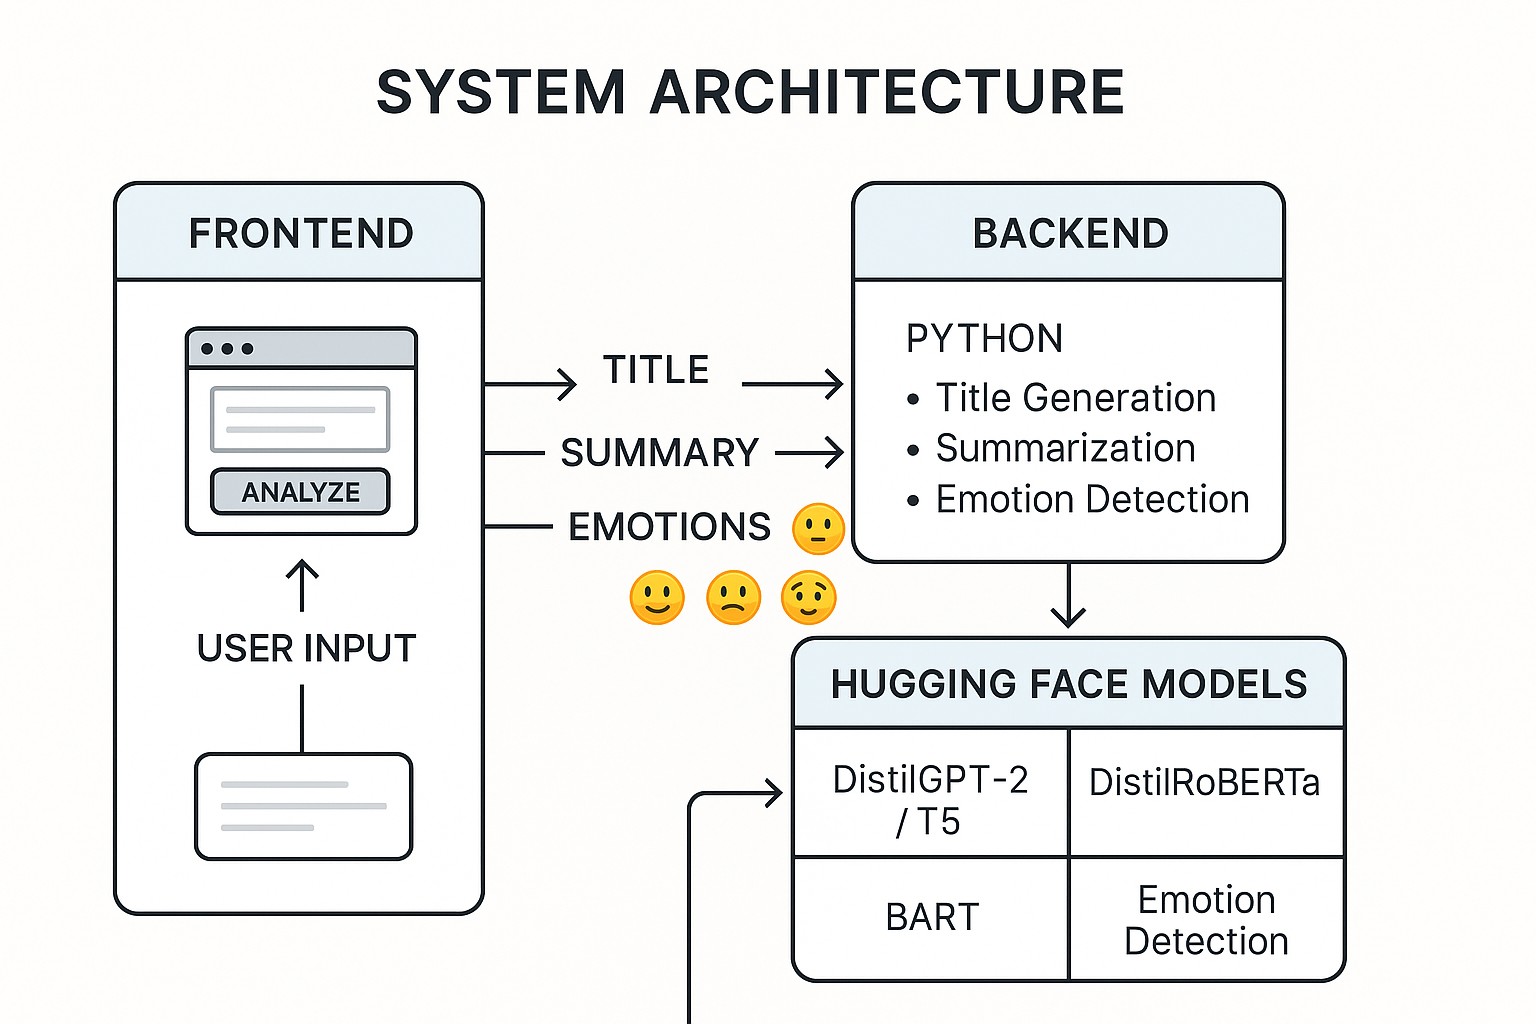 SYSTEM ARCHITECTURE
FRONTEND
ANALYZE
USER INPUT
TITLE
SUMMARY
EMOTIONS
BACKEND
PYTHON
• Title Generation
• Summarization
• Emotion Detection
HUGGING FACE MODELS
DistilGPT-2
/ T5
DistilRoBERTa
BART
Emotion
Detection